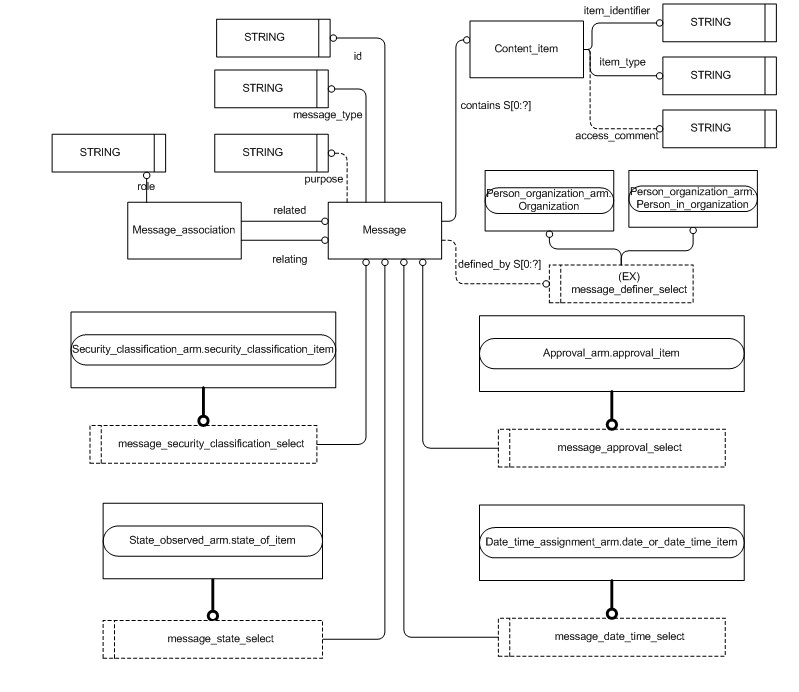 item_identifier
STRING
STRING
id
Content_item
item_type
STRING
STRING
message_type
contains S[0:?]
access_comment
STRING
STRING
role
STRING
purpose
Person_organization_arm.
Organization
Person_organization_arm.
Person_in_organization
Message_association
related
relating
Message
defined_by S[0:?]
(EX)
message_definer_select
Security_classification_arm.security_classification_item
Approval_arm.approval_item
message_security_classification_select
message_approval_select
State_observed_arm.state_of_item
Date_time_assignment_arm.date_or_date_time_item
message_state_select
message_date_time_select